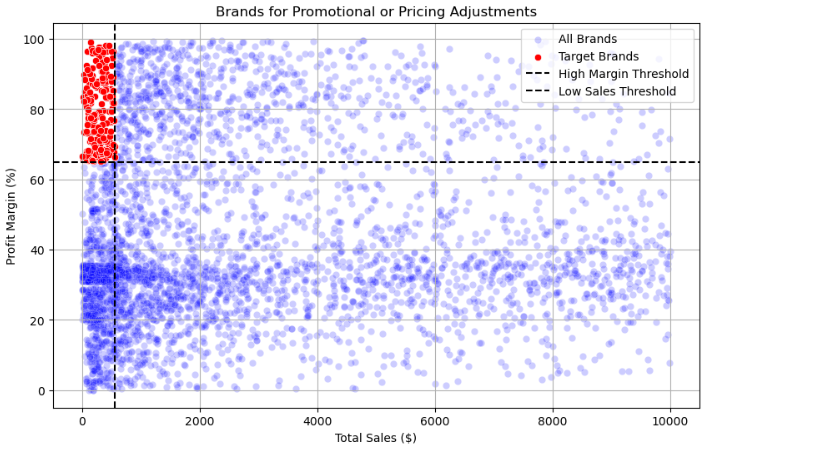 Brands for Promotional or Pricing Adjustments
All Brands
Target Brands
High Margin Threshold
Low Sales Threshold
Profit Margin (%)
100
80
60
40
20
0
0 2000 4000 6000 8000 10000
Total Sales ($)